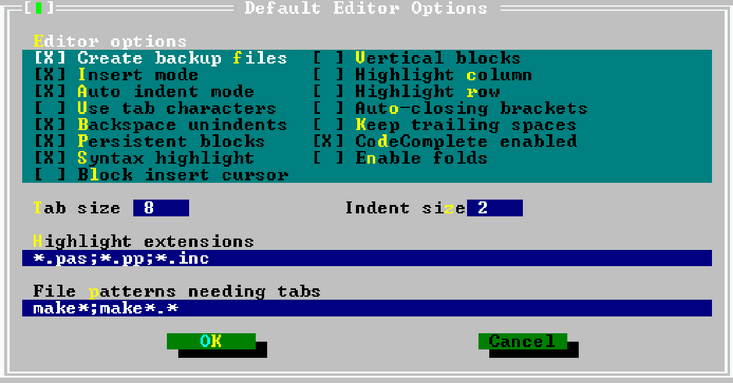 Default Editor Options
Editor options
[X] Create backup files [ ] Vertical blocks
[X] Insert mode [ ] Highlight column
[X] Auto indent mode [ ] Highlight row
[ ] Use tab characters [ ] Auto-closing brackets
[X] Backspace unindents [ ] Keep trailing spaces
[X] Persistent blocks [X] CodeComplete enabled
[X] Syntax highlight [ ] Enable folds
[ ] Block insert cursor
Tab size 8 Indent size 2
Highlight extensions
*.pas;*.pp;*.inc
File patterns needing tabs
make*;make*.*
OK Cancel